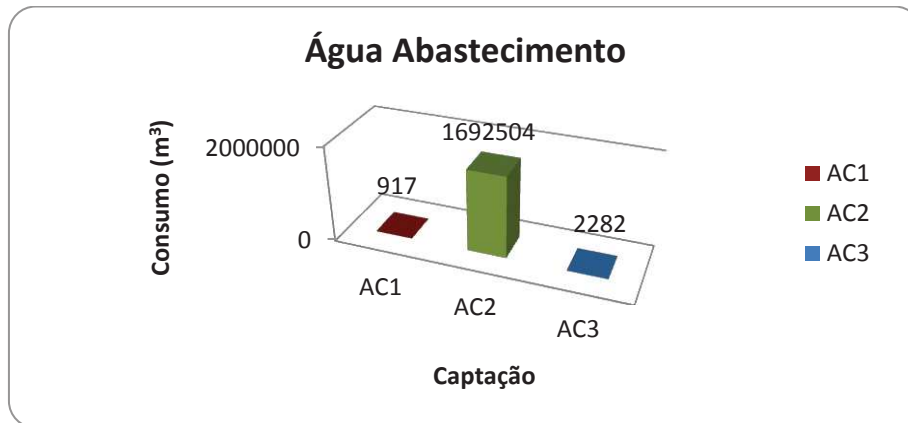 Água Abastecimento
Consumo (m³)
2000000
0
917
1692504
2282
AC1
AC2
AC3
Captação
AC1
AC2
AC3